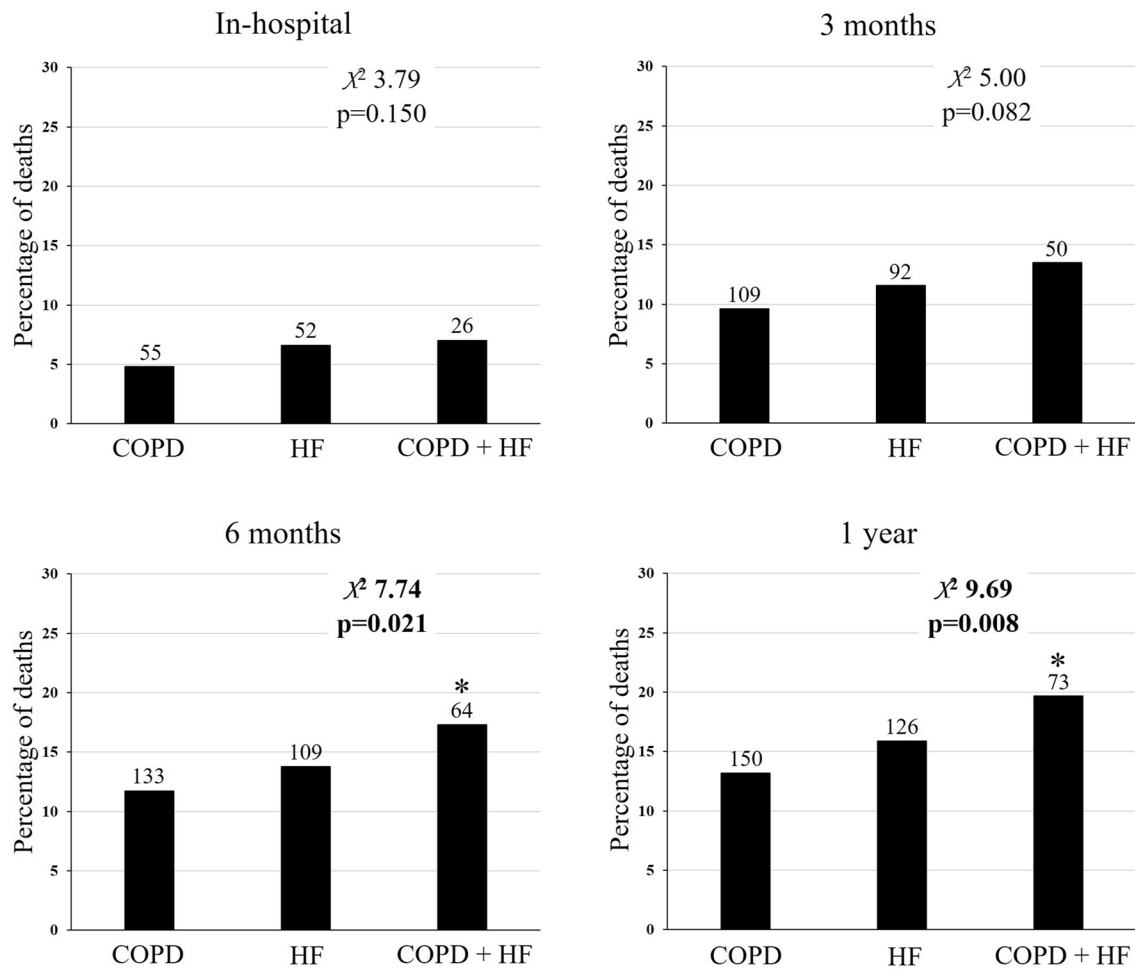 In-hospital
Percentage of deaths
30
25
20
15
10
5
0
X² 3.79
p=0.150
55
52
26
COPD
HF
COPD + HF
3 months
Percentage of deaths
30
25
20
15
10
5
0
X² 5.00
p=0.082
109
92
50
COPD
HF
COPD + HF
6 months
Percentage of deaths
30
25
20
15
10
5
0
X² 7.74
p=0.021
133
109
*
64
COPD
HF
COPD + HF
1 year
Percentage of deaths
30
25
20
15
10
5
0
X² 9.69
p=0.008
150
126
*
73
COPD
HF
COPD + HF